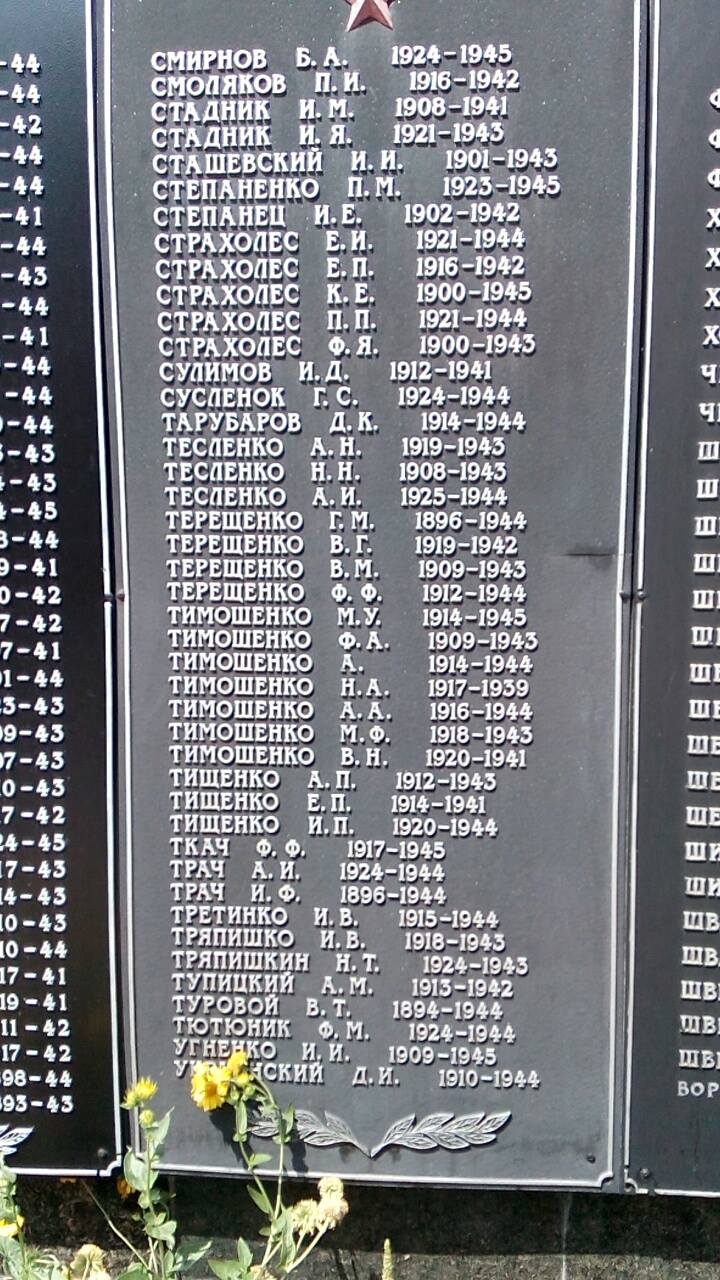 СМИРНОВ Б.А. 1924-1945
СМОЛЯКОВ П.И. 1916-1942
СТАДНИК И.М. 1908-1941
СТАДНИК И.Я. 1921-1943
СТАШЕВСКИЙ И.И. 1901-1943
СТЕПАНЕНКО П.М. 1923-1945
СТЕПАНЕЦ И.Е. 1902-1942
СТРАХОЛЕС Е.И. 1921-1944
СТРАХОЛЕС Е.П. 1916-1942
СТРАХОЛЕС К.Е. 1900-1945
СТРАХОЛЕС П.П. 1921-1944
СТРАХОЛЕС Ф.Я. 1900-1943
СУЛИМОВ И.Д. 1912-1941
СУСЛЕНОК Г.С. 1924-1944
ТАРУБАРОВ Д.К. 1914-1944
ТЕСЛЕНКО А.Н. 1919-1943
ТЕСЛЕНКО Н.Н. 1908-1943
ТЕСЛЕНКО А.И. 1925-1944
ТЕРЕЩЕНКО Г.М. 1896-1944
ТЕРЕЩЕНКО В.Г. 1919-1942
ТЕРЕЩЕНКО В.М. 1909-1943
ТЕРЕЩЕНКО Ф.Ф. 1912-1944
ТИМОШЕНКО М.У. 1914-1945
ТИМОШЕНКО Ф.А. 1909-1943
ТИМОШЕНКО А. 1914-1944
ТИМОШЕНКО Н.А. 1917-1939
ТИМОШЕНКО А.А. 1916-1944
ТИМОШЕНКО М.Ф. 1918-1943
ТИМОШЕНКО В.Н. 1920-1941
ТИЩЕНКО А.П. 1912-1943
ТИЩЕНКО Е.П. 1914-1941
ТИЩЕНКО И.П. 1920-1944
ТКАЧ Ф.Ф. 1917-1945
ТРАЧ А.И. 1924-1944
ТРАЧ И.Ф. 1896-1944
ТРЕТИНКО И.В. 1915-1944
ТРЯПИШКО И.В. 1918-1943
ТРЯПИШКИН Н.Т. 1924-1943
ТУПИЦКИЙ А.М. 1913-1942
ТУРОВОЙ В.Т. 1894-1944
ТЮТЮНИК Ф.М. 1924-1944
УГНЕНКО И.И. 1909-1945
Д.И. 1910-1944